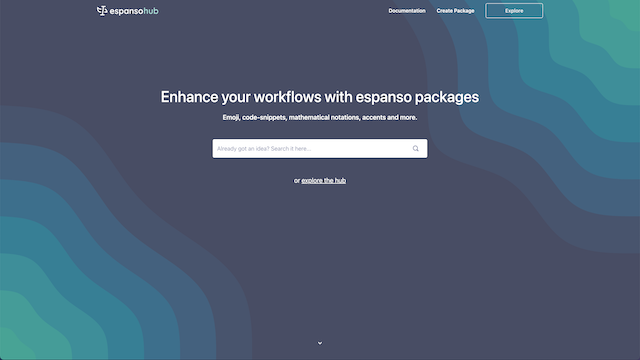 espansohub
Documentation
Create Package
Explore
Enhance your workflows with espanso packages
Emoji, code-snippets, mathematical notations, accents and more.
Already got an idea? Search it here...
or explore the hub